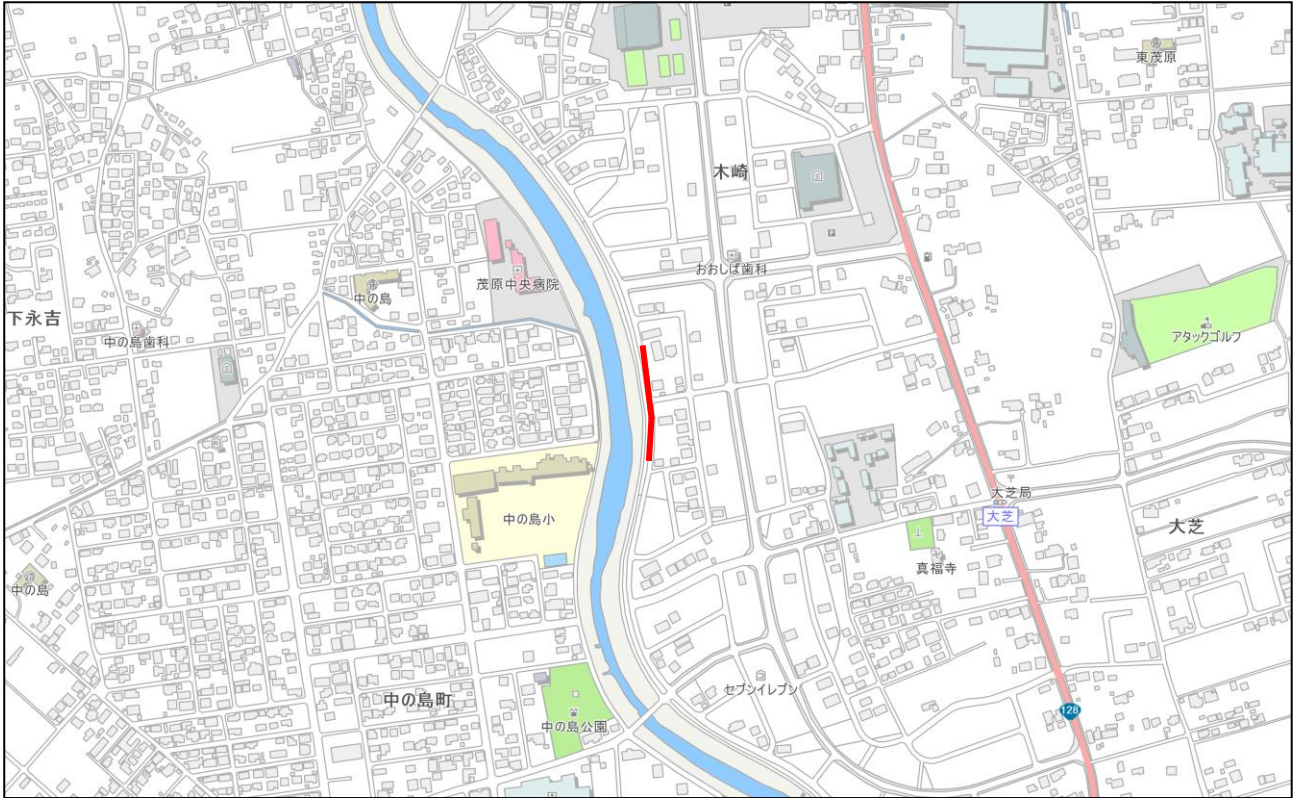 東茂原
木崎
おおしば歯科
茂原中央病院
中の島
下永吉
中の島歯科
アタックゴルフ
大芝局
大芝
大芝
中の島小
真福寺
中の島
セブンイレブン
中の島町
中の島公園
128
P